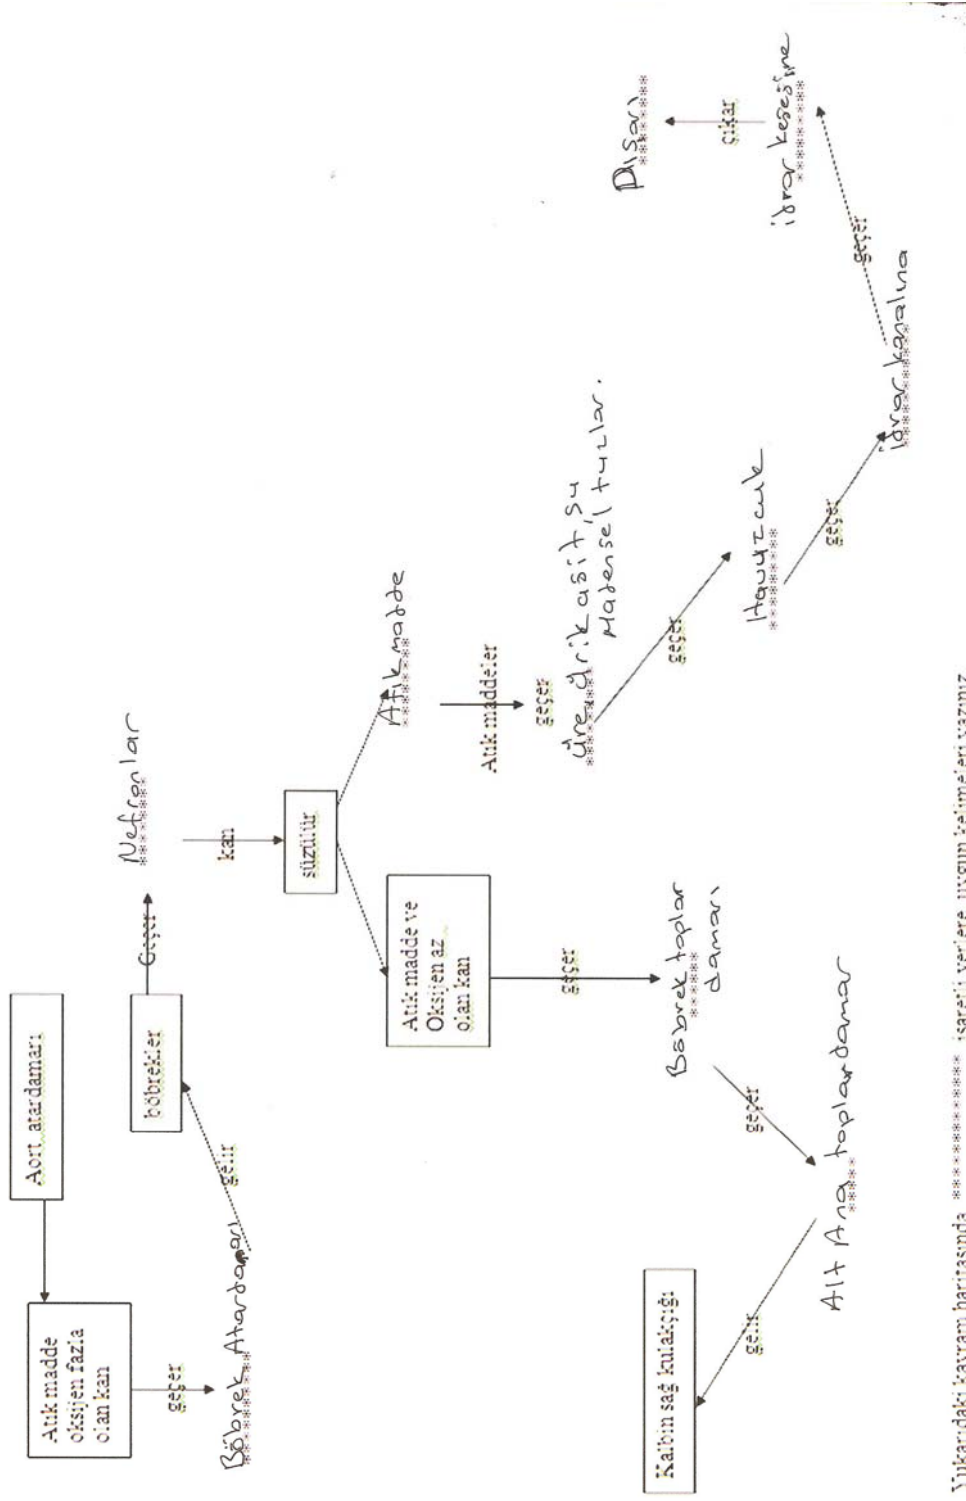 Aort atardamarı
Atık madde
oksijen fazla
olan kan
geçer
Böbrek Atardamarı
gelir
böbrekler
Geçer
Nefronlar
kan
süzülür
Atık madde ve
Oksijen az
olan kan
geçer
Böbrek toplar
damarı
geçer
Alt Ana toplardamar
gelir
Kalbin sağ kulakçığı
Atık madde
Atık maddeler
geçer
üre, ürik asit, su
Madensel tuzlar.
geçer
Havuzcuk
geçer
idrar kanalına
geçer
idrar kesesine
çıkar
Dışarı
Yukarıdaki kavram haritasında ************ işaretli yerlere uygun kelimeleri yazınız